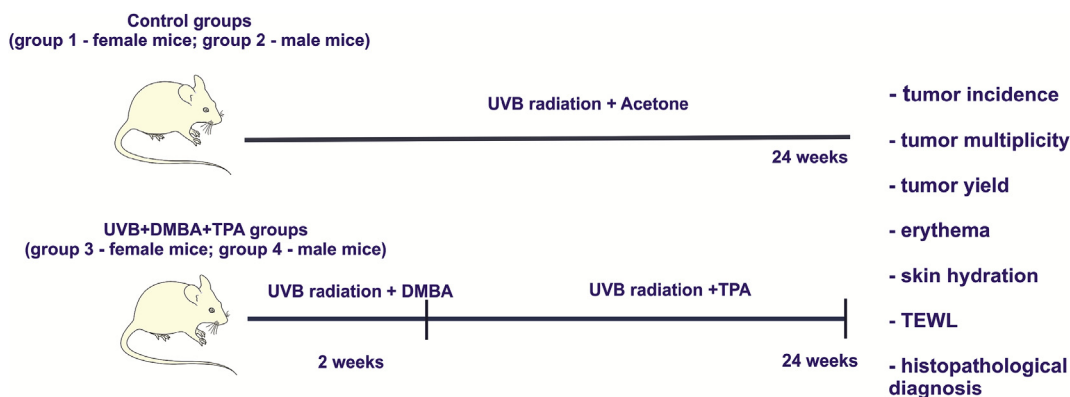 Control groups
(group 1 - female mice; group 2 - male mice)
UVB radiation + Acetone
24 weeks
UVB+DMBA+TPA groups
(group 3 - female mice; group 4 - male mice)
UVB radiation + DMBA
UVB radiation +TPA
2 weeks
24 weeks
- tumor incidence
- tumor multiplicity
- tumor yield
- erythema
- skin hydration
- TEWL
- histopathological
diagnosis